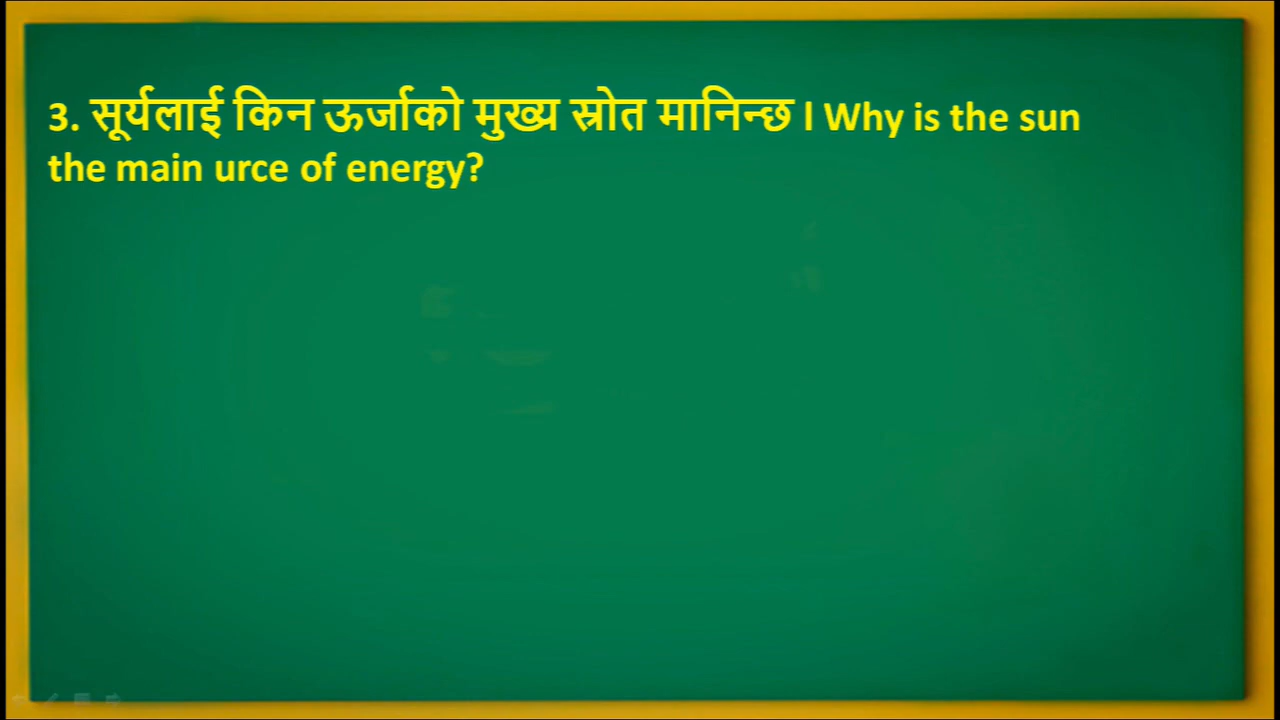 3. सूर्यलाई किन ऊर्जाको मुख्य स्रोत मानिन्छ l Why is the sun
the main urce of energy?